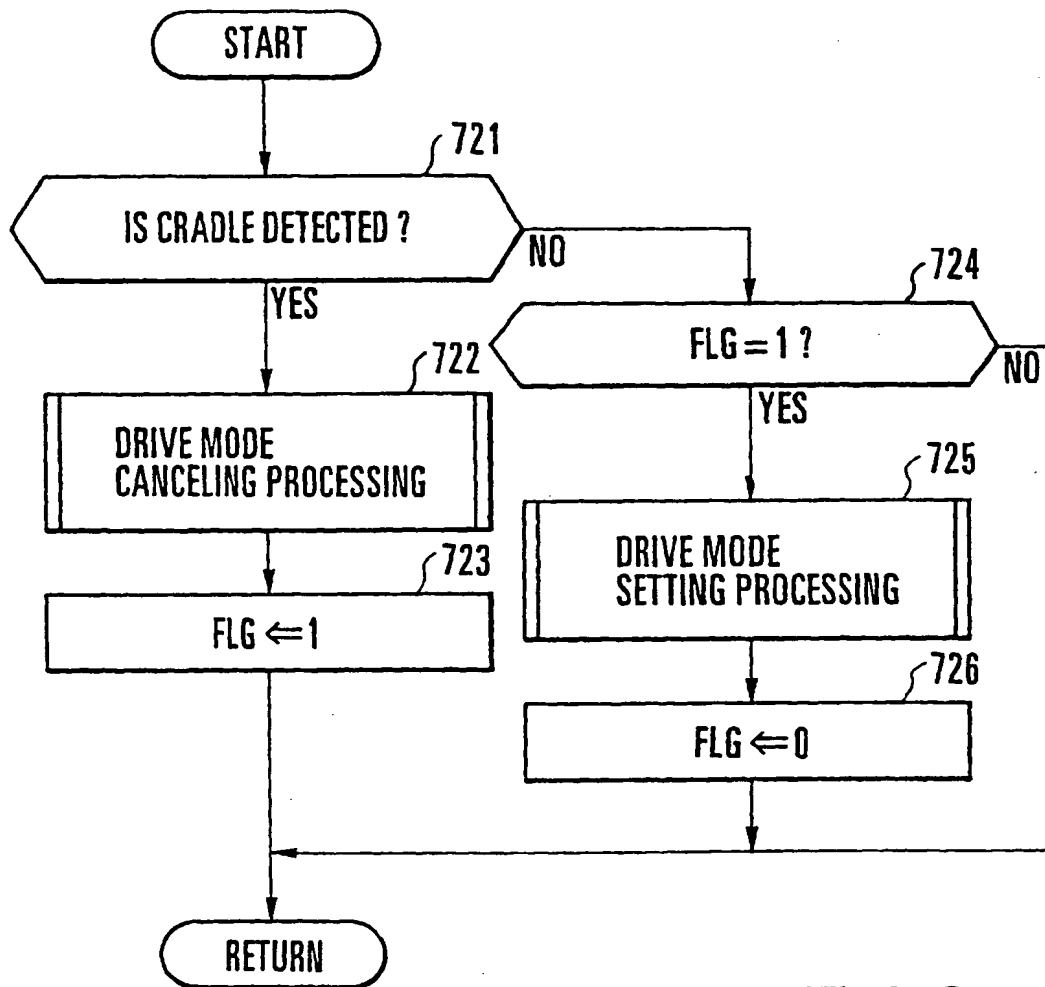 START
721
IS CRADLE DETECTED ?
NO
YES
724
FLG = 1 ?
NO
YES
722
DRIVE MODE
CANCELING PROCESSING
725
DRIVE MODE
SETTING PROCESSING
723
FLG ⇐ 1
726
FLG ⇐ 0
RETURN